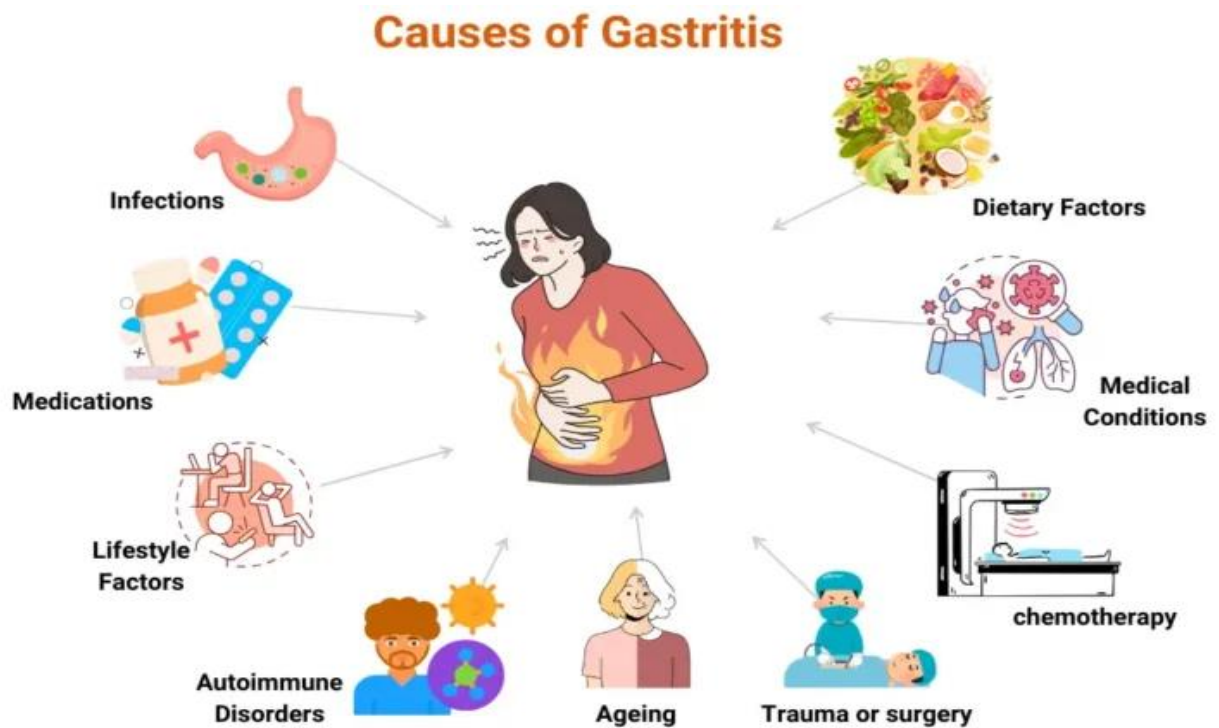 Causes of Gastritis
Infections
Dietary Factors
Medications
Medical
Conditions
Lifestyle
Factors
chemotherapy
Autoimmune
Disorders
Ageing
Trauma or surgery